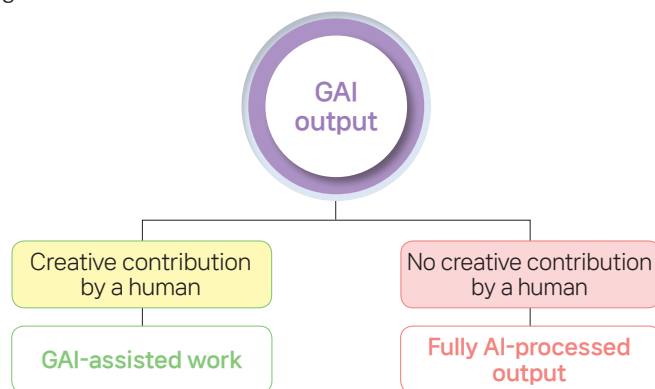 GAI
output
Creative contribution
by a human
No creative contribution
by a human
GAI-assisted work
Fully AI-processed
output